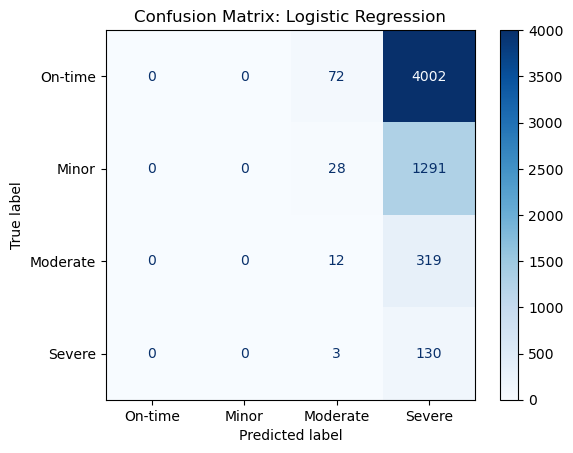 Confusion Matrix: Logistic Regression
True label
On-time 0 0 72 4002
Minor 0 0 28 1291
Moderate 0 0 12 319
Severe 0 0 3 130
On-time Minor Moderate Severe
Predicted label
4000
3500
3000
2500
2000
1500
1000
500
0